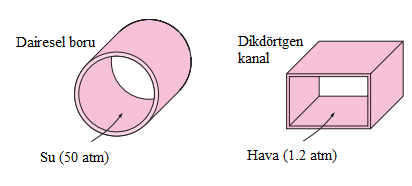 Dairesel boru
Su (50 atm)
Dikdörtgen
kanal
Hava (1.2 atm)